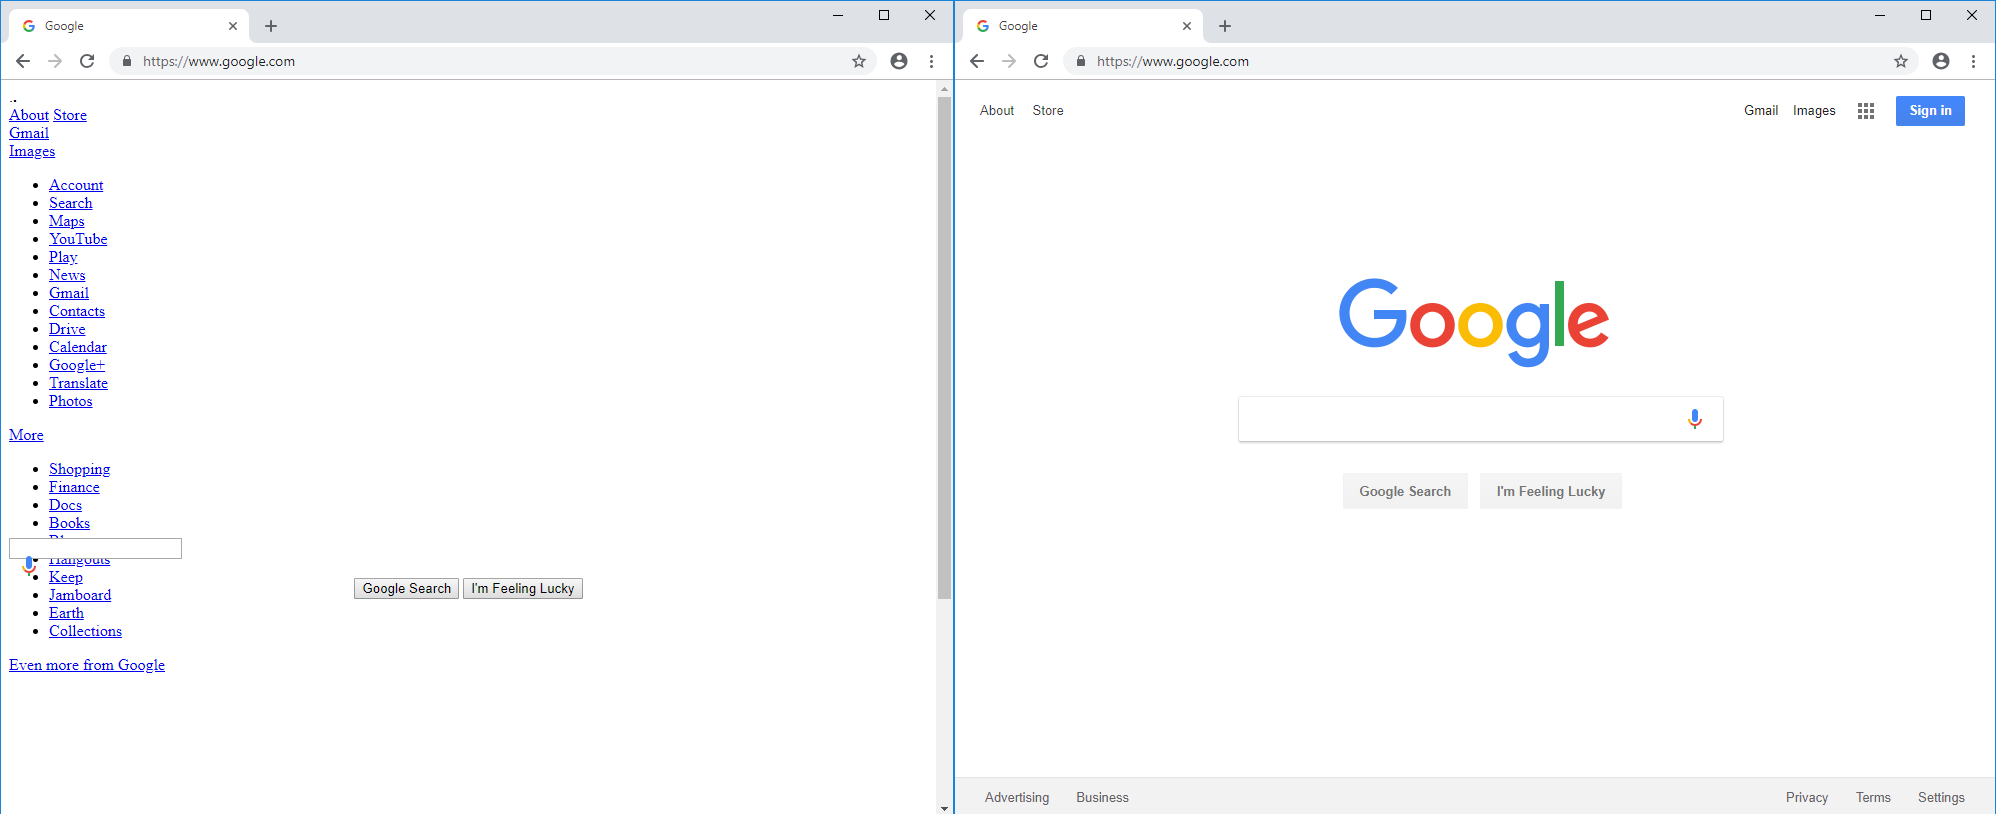 Google
https://www.google.com
About Store
Gmail
Images
Account
Search
Maps
YouTube
Play
News
Gmail
Contacts
Drive
Calendar
Google+
Translate
Photos
More
Shopping
Finance
Docs
Books
Hangouts
Keep
Jamboard
Earth
Collections
Google Search I'm Feeling Lucky
Even more from Google
Google
https://www.google.com
About Store Gmail Images Sign in
Google
Google Search I'm Feeling Lucky
Advertising Business Privacy Terms Settings